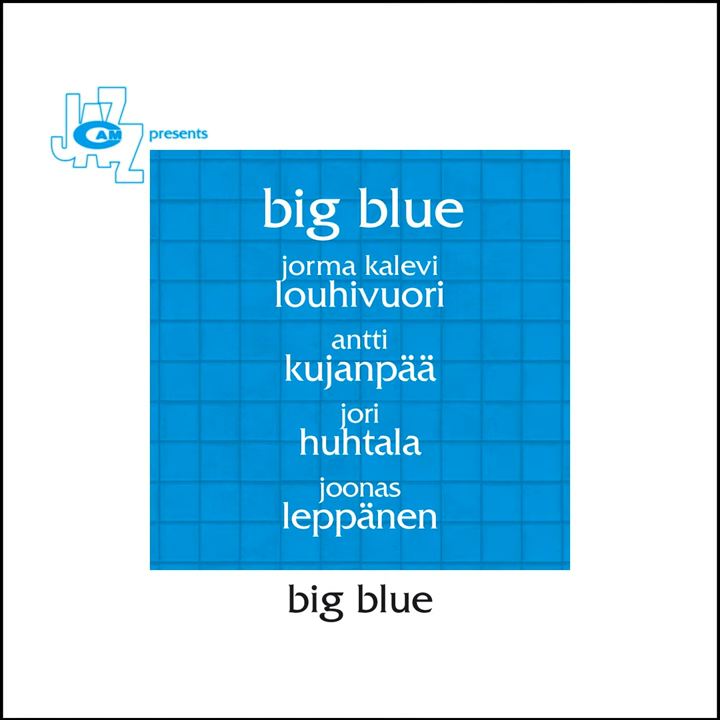 JAZZ
CAM
presents
big blue
jorma kalevi
louhivuori
antti
kujanpää
jori
huhtala
joonas
leppänen
big blue